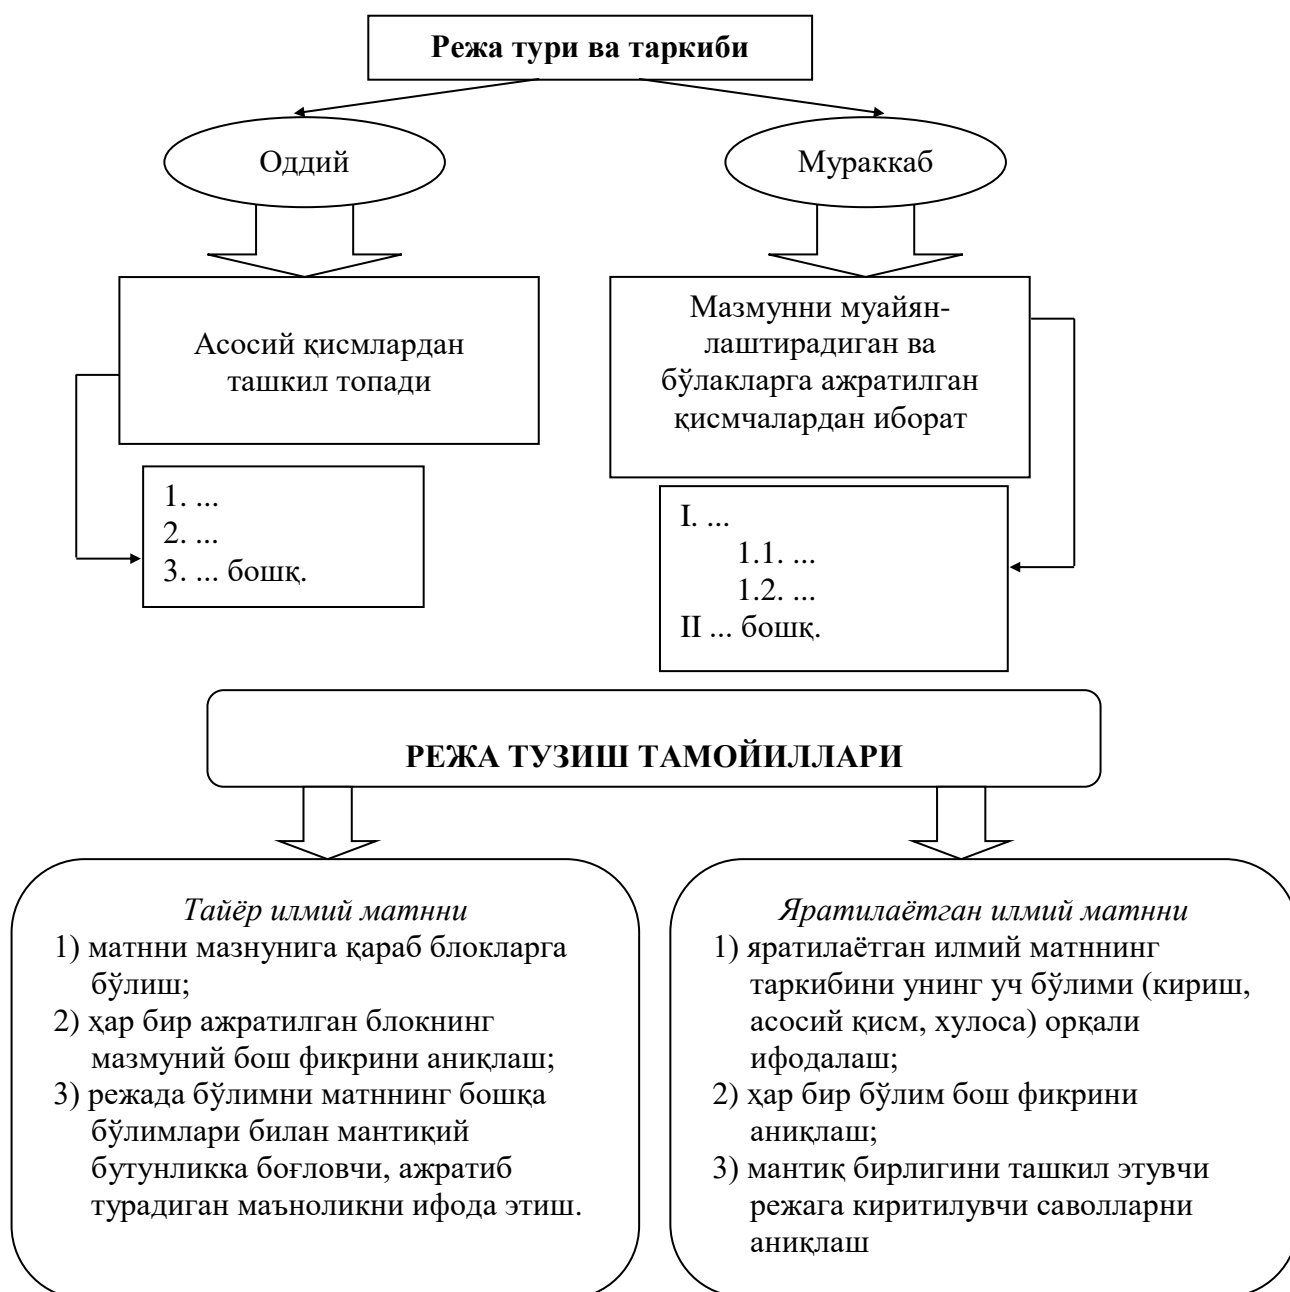 Режа тури ва таркиби
Оддий
Мураккаб
Асосий қисмлардан
ташкил топади
Мазмунни муайян-
лаштирадиган ва
бўлакларга ажратилган
қисмчалардан иборат
1. ...
2. ...
3. ... бошқ.
I. ...
1.1. ...
1.2. ...
II ... бошқ.
РЕЖА ТУЗИШ ТАМОЙИЛЛАРИ
Тайёр илмий матнни
1) матнни мазнунига қараб блокларга
бўлиш;
2) ҳар бир ажратилган блокнинг
мазмуний бош фикрини аниқлаш;
3) режада бўлимни матннинг бошқа
бўлимлари билан мантиқий
бутунликка боғловчи, ажратиб
турадиган маъноликни ифода этиш.
Яратилаётган илмий матнни
1) яратилаётган илмий матннинг
таркибини унинг уч бўлими (кириш,
асосий қисм, хулоса) орқали
ифодалаш;
2) ҳар бир бўлим бош фикрини
аниқлаш;
3) мантиқ бирлигини ташкил этувчи
режага киритилувчи саволларни
аниқлаш